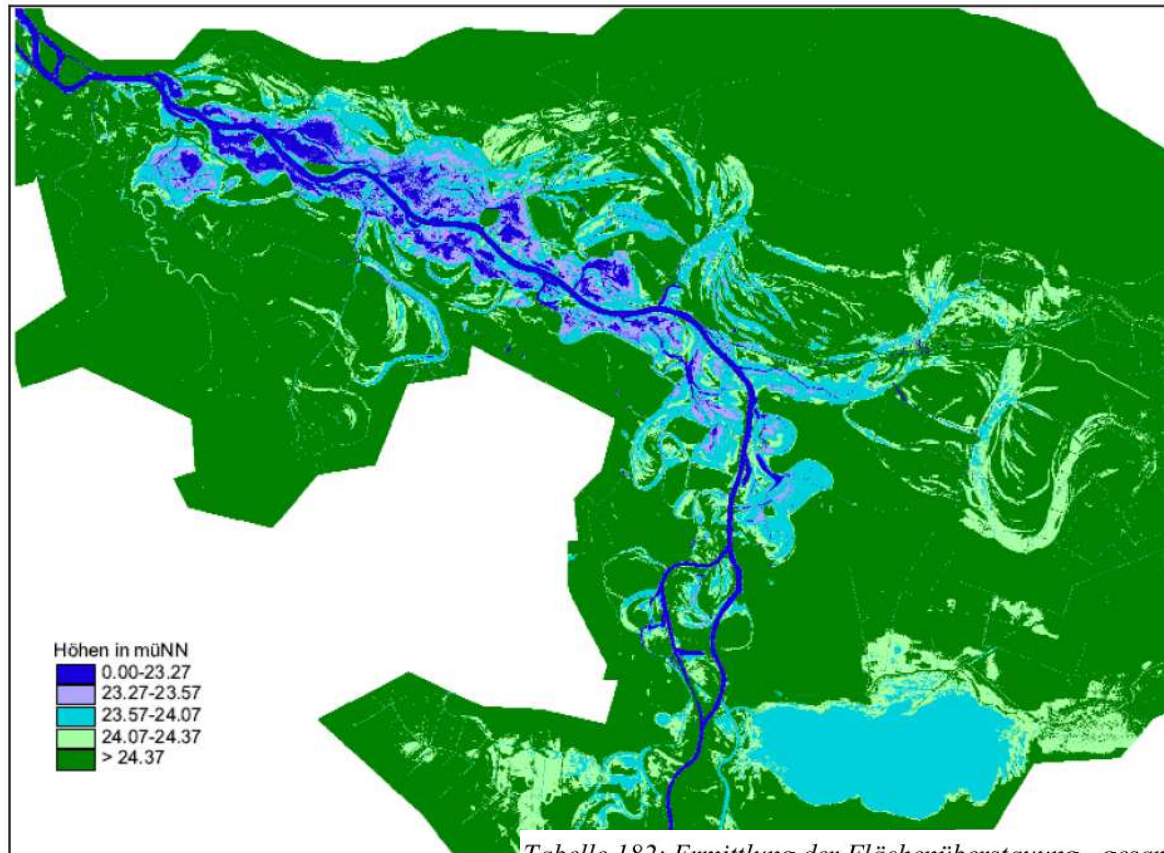 Höhen in müNN
0.00-23.27
23.27-23.57
23.57-24.07
24.07-24.37
> 24.37
Tabelle 182: Ermittlung der Flächenüberstauung - gesam